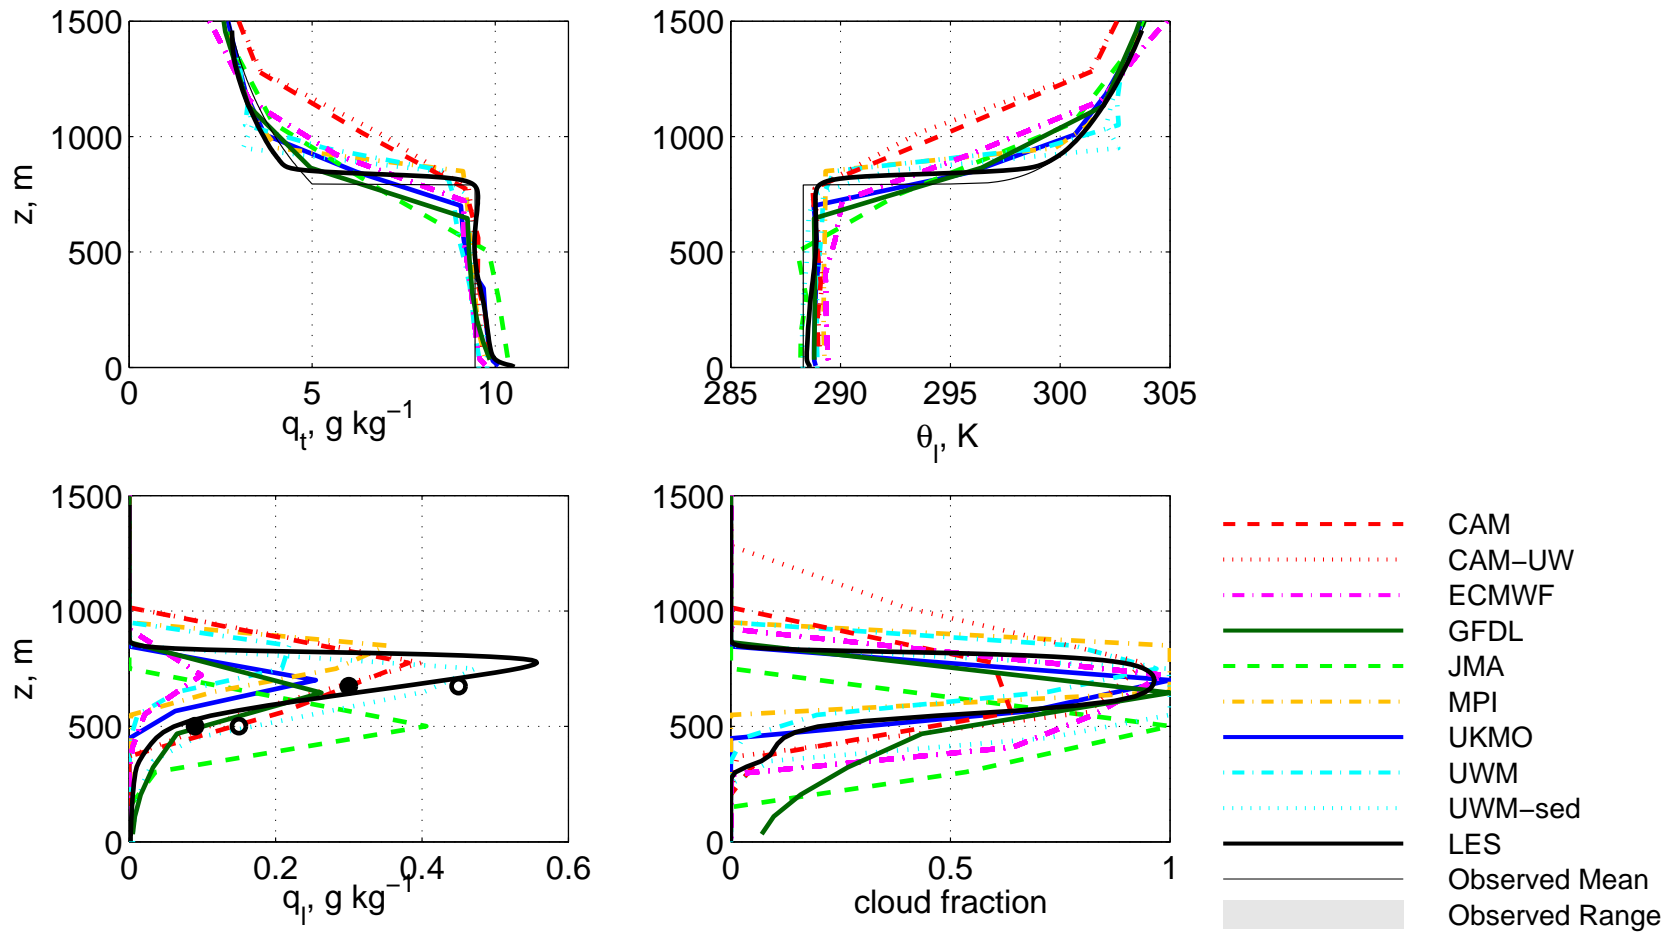 1500
1000
500
0
z, m
0 5 10
q_t, g kg⁻¹
1500
1000
500
0
285 290 295 300 305
θ_l, K
1500
1000
500
0
z, m
0 0.2 0.4 0.6
q_l, g kg⁻¹
1500
1000
500
0
0 0.5 1
cloud fraction
CAM
CAM−UW
ECMWF
GFDL
JMA
MPI
UKMO
UWM
UWM−sed
LES
Observed Mean
Observed Range